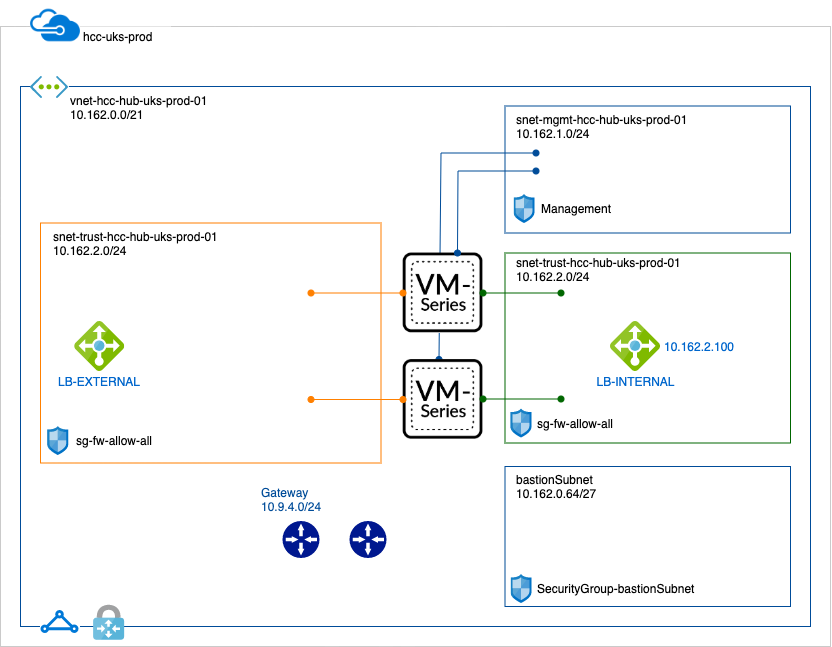 hcc-uks-prod
vnet-hcc-hub-uks-prod-01
10.162.0.0/21
snet-mgmt-hcc-hub-uks-prod-01
10.162.1.0/24
Management
snet-trust-hcc-hub-uks-prod-01
10.162.2.0/24
LB-EXTERNAL
sg-fw-allow-all
VM-
Series
VM-
Series
snet-trust-hcc-hub-uks-prod-01
10.162.2.0/24
10.162.2.100
LB-INTERNAL
sg-fw-allow-all
Gateway
10.9.4.0/24
bastionSubnet
10.162.0.64/27
SecurityGroup-bastionSubnet